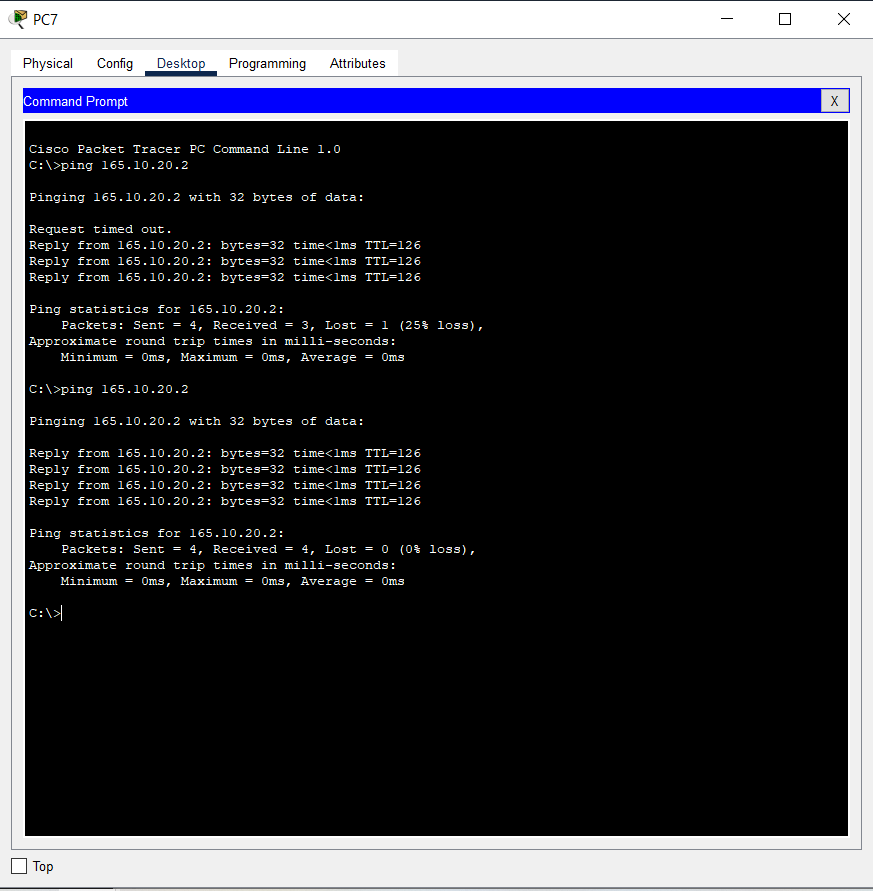 PC7
Physical Config Desktop Programming Attributes
Command Prompt
X
Cisco Packet Tracer PC Command Line 1.0
C:\>ping 165.10.20.2
Pinging 165.10.20.2 with 32 bytes of data:
Request timed out.
Reply from 165.10.20.2: bytes=32 time<1ms TTL=126
Reply from 165.10.20.2: bytes=32 time<1ms TTL=126
Reply from 165.10.20.2: bytes=32 time<1ms TTL=126
Ping statistics for 165.10.20.2:
    Packets: Sent = 4, Received = 3, Lost = 1 (25% loss),
Approximate round trip times in milli-seconds:
    Minimum = 0ms, Maximum = 0ms, Average = 0ms
C:\>ping 165.10.20.2
Pinging 165.10.20.2 with 32 bytes of data:
Reply from 165.10.20.2: bytes=32 time<1ms TTL=126
Reply from 165.10.20.2: bytes=32 time<1ms TTL=126
Reply from 165.10.20.2: bytes=32 time<1ms TTL=126
Reply from 165.10.20.2: bytes=32 time<1ms TTL=126
Ping statistics for 165.10.20.2:
    Packets: Sent = 4, Received = 4, Lost = 0 (0% loss),
Approximate round trip times in milli-seconds:
    Minimum = 0ms, Maximum = 0ms, Average = 0ms
C:\>
Top